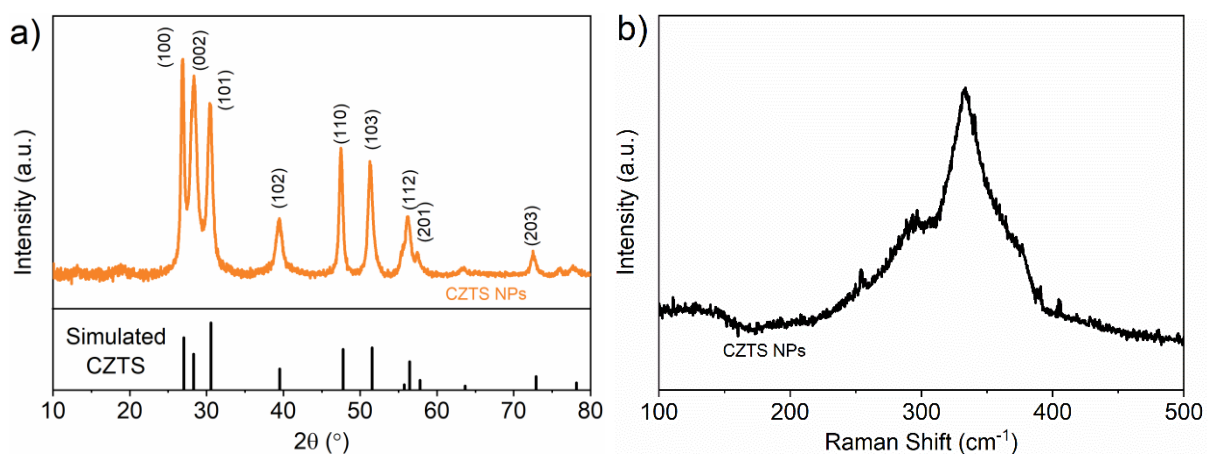 a)
Intensity (a.u.)
(100)
(002)
(101)
(102)
(110)
(103)
(112)
(201)
(203)
CZTS NPs
Simulated
CZTS
10 20 30 40 50 60 70 80
2θ (°)
b)
Intensity (a.u.)
CZTS NPs
100 200 300 400 500
Raman Shift (cm⁻¹)